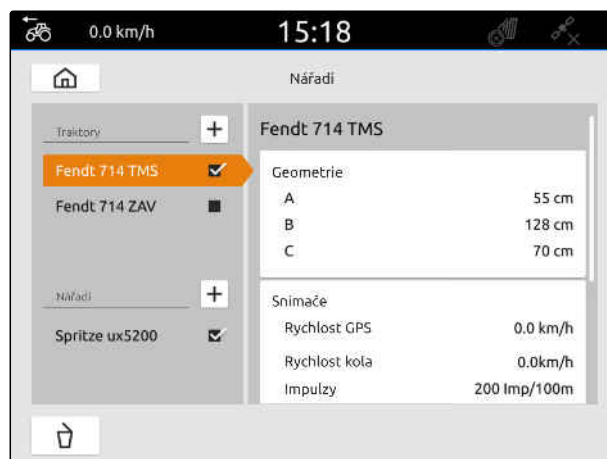 0.0 km/h
15:18
Nářadí
Traktory
Fendt 714 TMS
Fendt 714 ZAV
Nářadí
Spritze ux5200
Fendt 714 TMS
Geometrie
A 55 cm
B 128 cm
C 70 cm
Snimače
Rychlost GPS 0.0 km/h
Rychlost kola 0.0km/h
Impulzy 200 Imp/100m